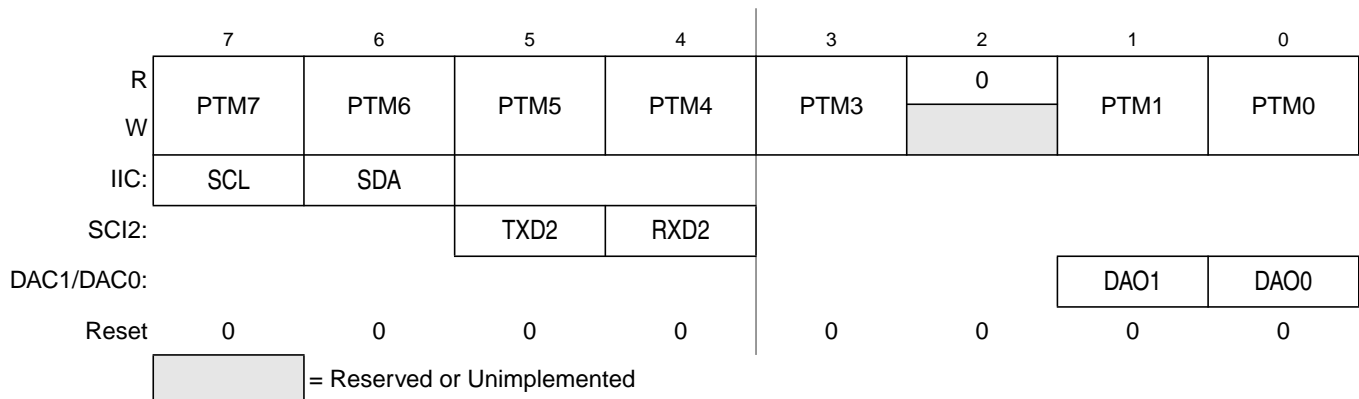 7 6 5 4 3 2 1 0
R PTM7 PTM6 PTM5 PTM4 PTM3 0 PTM1 PTM0
W
IIC: SCL SDA
SCI2: TXD2 RXD2
DAC1/DAC0: DAO1 DAO0
Reset 0 0 0 0 0 0 0 0
= Reserved or Unimplemented